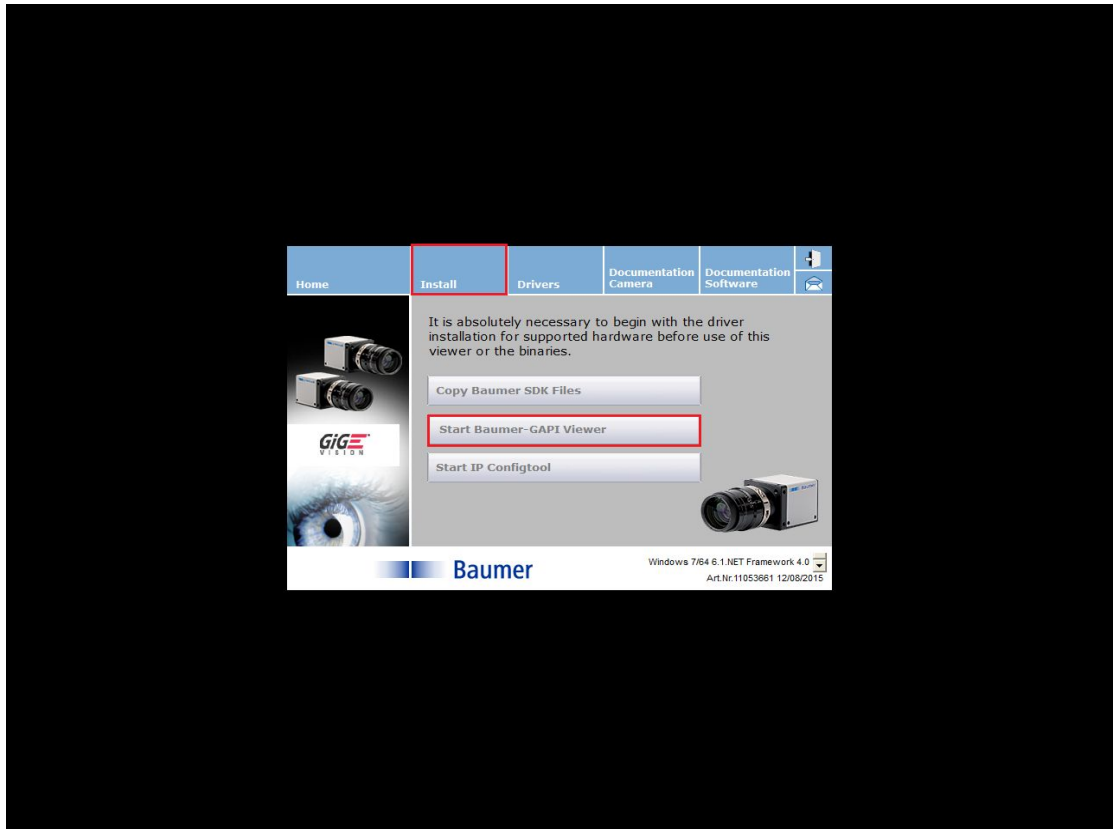 Home
Install
Drivers
Documentation
Camera
Documentation
Software
It is absolutely necessary to begin with the driver
installation for supported hardware before use of this
viewer or the binaries.
Copy Baumer SDK Files
Start Baumer-GAPI Viewer
Start IP Configtool
GiGE
VISION
Baumer
Windows 7/64 6.1.NET Framework 4.0
Art.Nr.11053661 12/08/2015